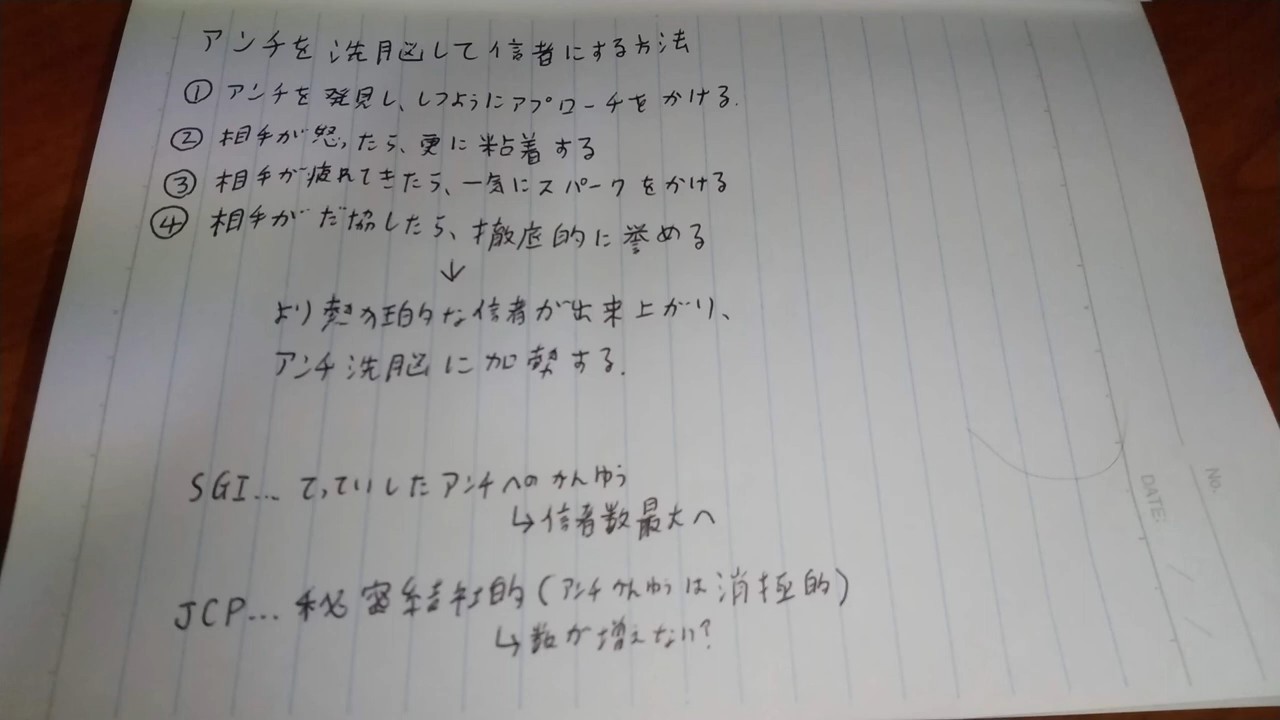 アンチを洗脳して信者にする方法
① アンチを発見し、しつようにアプローチをかける.
② 相手が怒ったら、更に粘着する
③ 相手が疲れてきたら、一気にスパークをかける
④ 相手がだ協したら、徹底的に誉める
↓
より熱狂的な信者が出来上がり、
アンチ洗脳に加勢する.
SGI... てっていしたアンチへのかんゆう
↳信者数最大へ
JCP... 秘密結社的(アンチかんゆうは消極的)
↳数が増えない?
No.
DATE: / /